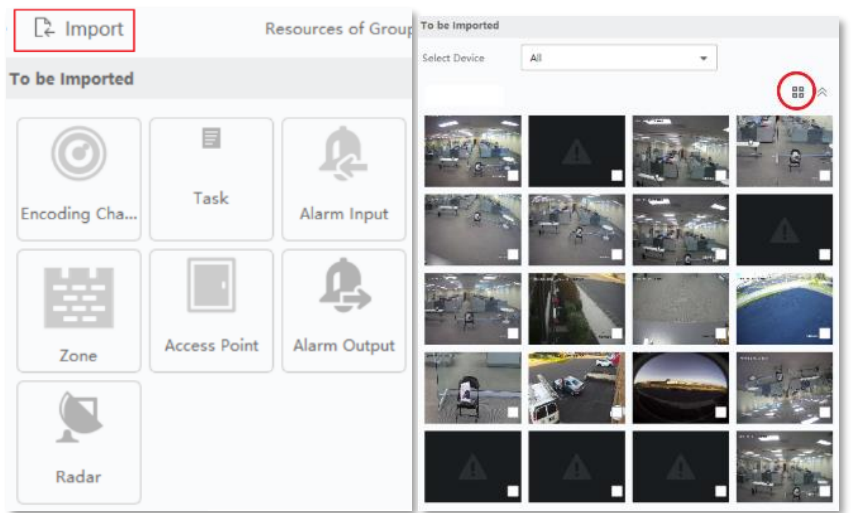 Import
Resources of Group
To be Imported
Encoding Cha...
Task
Alarm Input
Zone
Access Point
Alarm Output
Radar
To be Imported
Select Device
All